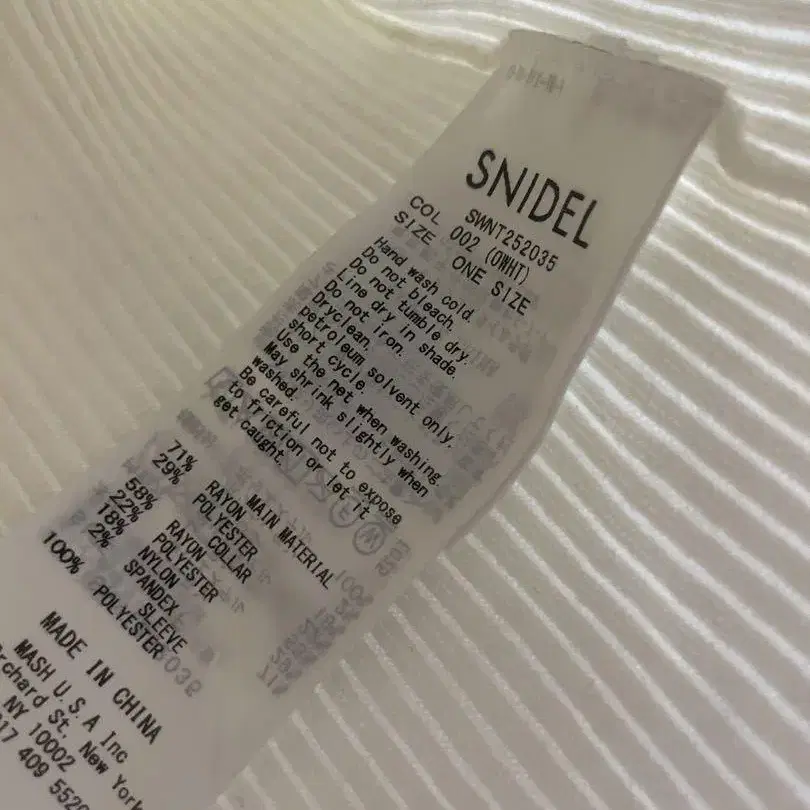 SNIDEL
SWNT252035
COL 002 (OWHT)
SIZE ONE SIZE
Hand wash cold.
Do not bleach.
Do not tumble dry.
Line dry in shade.
Do not iron.
Dryclean,
petroleum solvent only.
short cycle.
Use the net when washing
May shrink slightly when
washed.
Be careful not to expose
to friction or let it
get caught.
MAIN MATERIAL
71% RAYON
29% POLYESTER
COLLAR
58% RAYON
22% POLYESTER
18% NYLON
2% SPANDEX
SLEEVE
100% POLYESTER
MADE IN CHINA
MASH U.S.A Inc
rchard St, New York
NY 10002
17 409 552